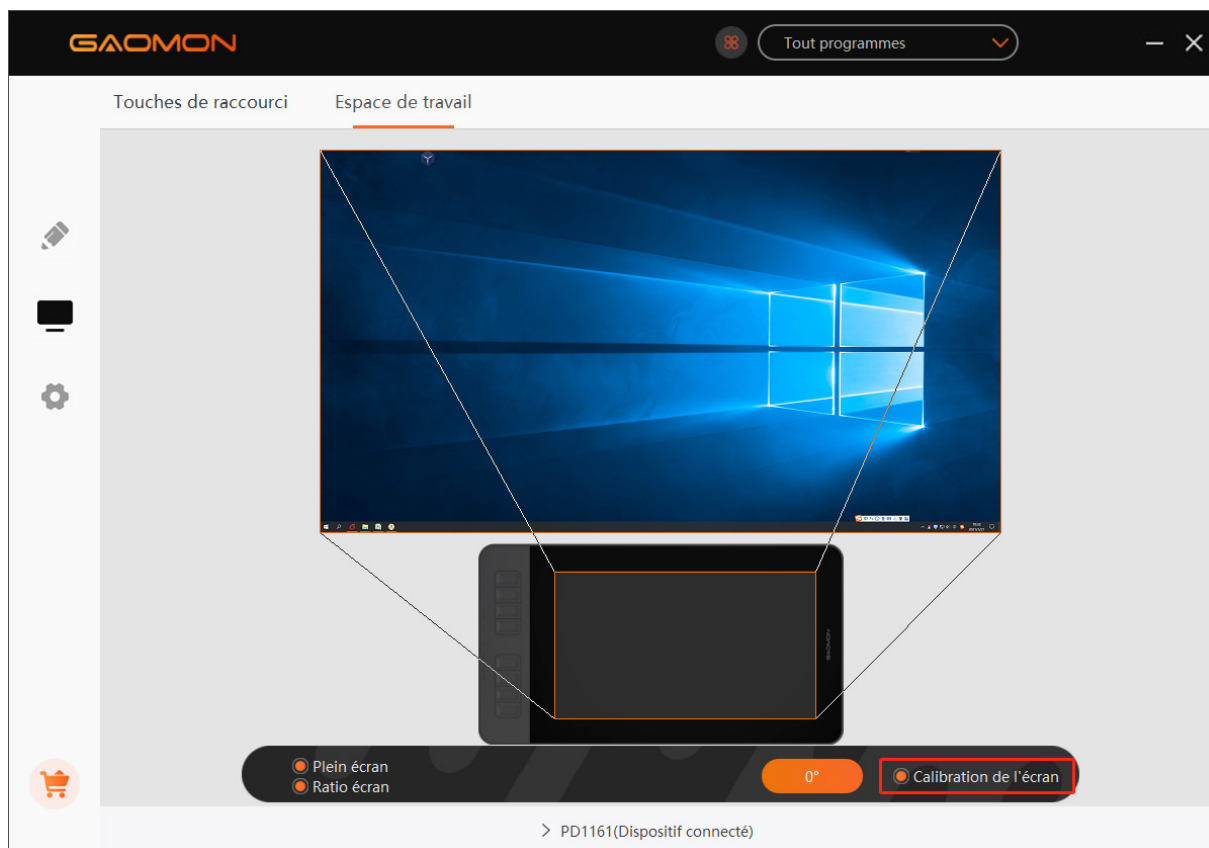 GAOMON
Tout programmes
Touches de raccourci
Espace de travail
GAOMON
Plein écran
Ratio écran
0°
Calibration de l'écran
PD1161(Dispositif connecté)